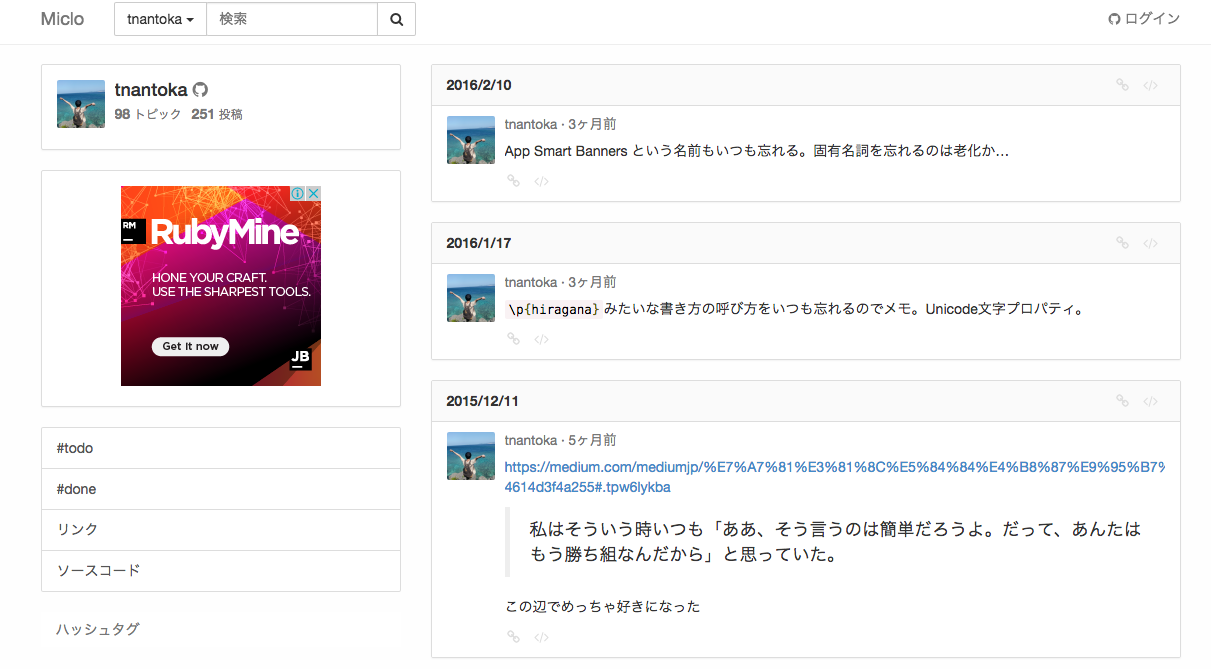 Miclo tnantoka 検索 ログイン
tnantoka
98 トピック 251 投稿
RM
RubyMine
HONE YOUR CRAFT.
USE THE SHARPEST TOOLS.
Get it now
JB
#todo
#done
リンク
ソースコード
ハッシュタグ
2016/2/10
tnantoka · 3ヶ月前
App Smart Banners という名前もいつも忘れる。固有名詞を忘れるのは老化か…
2016/1/17
tnantoka · 3ヶ月前
\p{hiragana} みたいな書き方の呼び方をいつも忘れるのでメモ。Unicode文字プロパティ。
2015/12/11
tnantoka · 5ヶ月前
https://medium.com/mediumjp/%E7%A7%81%E3%81%8C%E5%84%84%E4%B8%87%E9%95%B7%
4614d3f4a255#.tpw6lykba
私はそういう時いつも「ああ、そう言うのは簡単だろうよ。だって、あんたは
もう勝ち組なんだから」と思っていた。
この辺でめっちゃ好きになった